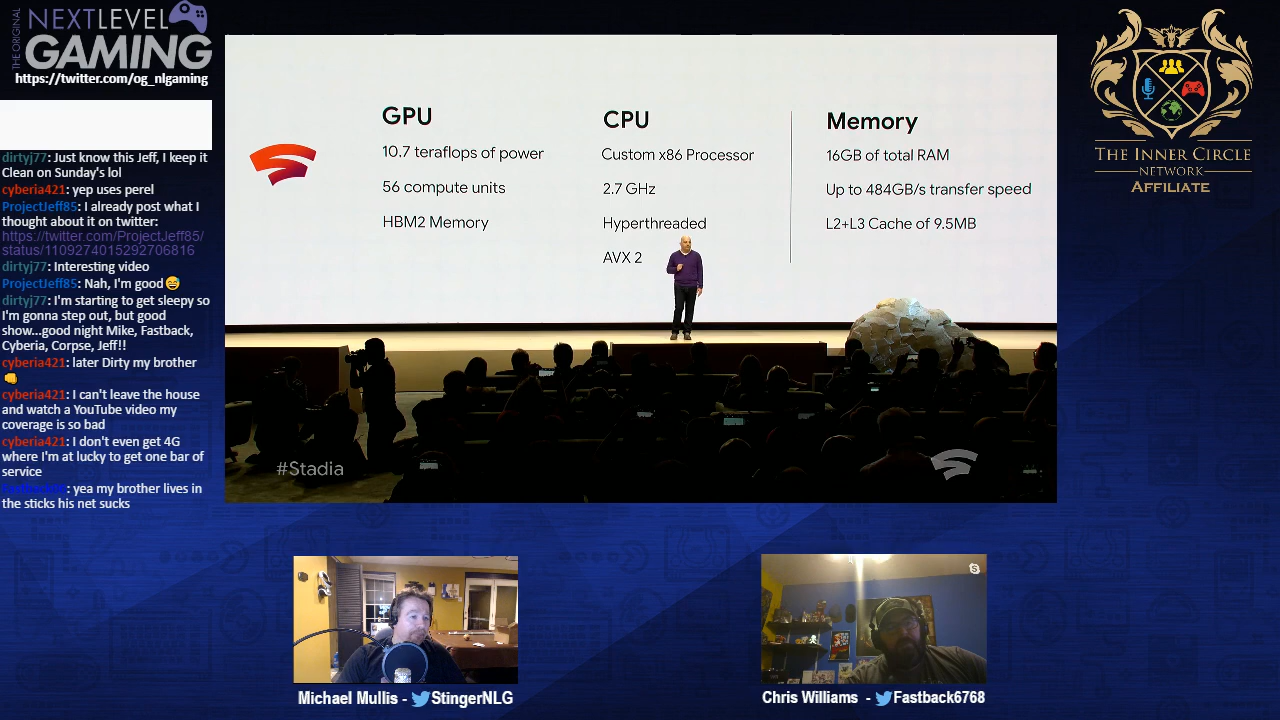 THE ORIGINAL
NEXTLEVEL
GAMING
https://twitter.com/og_nlgaming
dirtyj77: Just know this Jeff, I keep it
Clean on Sunday's lol
cyberia421: yep uses perel
ProjectJeff85: I already post what I
thought about it on twitter:
https://twitter.com/ProjectJeff85/
status/1109274015292706816
dirtyj77: Interesting video
ProjectJeff85: Nah, I'm good😅
dirtyj77: I'm starting to get sleepy so
I'm gonna step out, but good
show...good night Mike, Fastback,
Cyberia, Corpse, Jeff!!
cyberia421: later Dirty my brother
👊
cyberia421: I can't leave the house
and watch a YouTube video my
coverage is so bad
cyberia421: I don't even get 4G
where I'm at lucky to get one bar of
service
: yea my brother lives in
the sticks his net sucks
GPU
10.7 teraflops of power
56 compute units
HBM2 Memory
CPU
Custom x86 Processor
2.7 GHz
Hyperthreaded
AVX 2
Memory
16GB of total RAM
Up to 484GB/s transfer speed
L2+L3 Cache of 9.5MB
#Stadia
THE INNER CIRCLE
NETWORK
AFFILIATE
Michael Mullis - StingerNLG
Chris Williams - Fastback6768